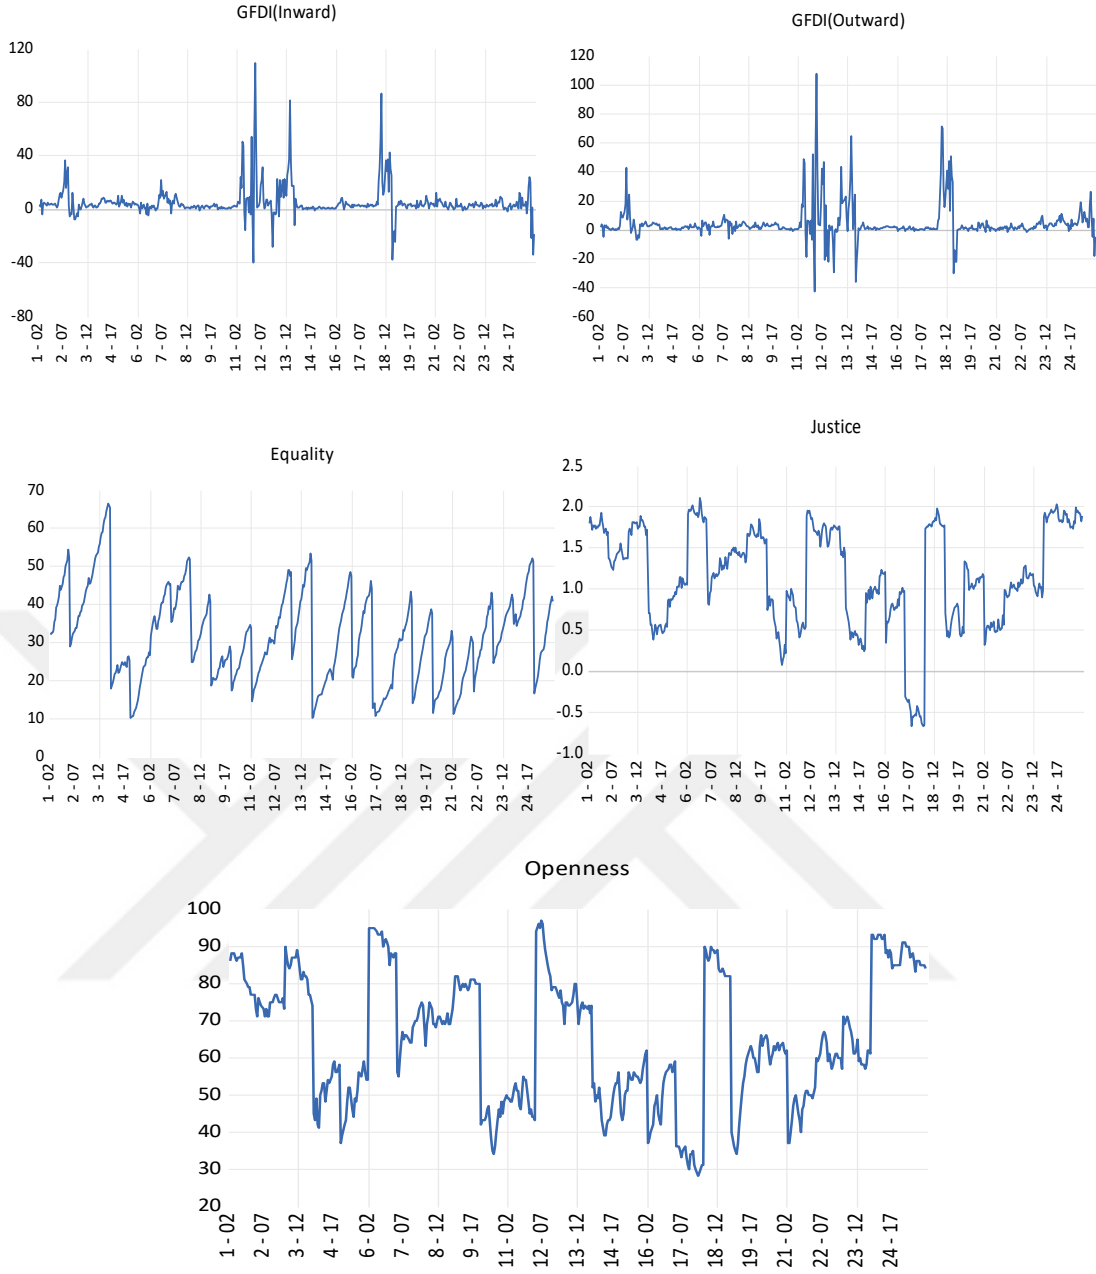 GFDI(Inward)
120
80
40
0
-40
-80
1 - 02
2 - 07
3 - 12
4 - 17
6 - 02
7 - 07
8 - 12
9 - 17
11 - 02
12 - 07
13 - 12
14 - 17
16 - 02
17 - 07
18 - 12
19 - 17
21 - 02
22 - 07
23 - 12
24 - 17
GFDI(Outward)
120
100
80
60
40
20
0
-20
-40
-60
1 - 02
2 - 07
3 - 12
4 - 17
6 - 02
7 - 07
8 - 12
9 - 17
11 - 02
12 - 07
13 - 12
14 - 17
16 - 02
17 - 07
18 - 12
19 - 17
21 - 02
22 - 07
23 - 12
24 - 17
Equality
70
60
50
40
30
20
10
0
1 - 02
2 - 07
3 - 12
4 - 17
6 - 02
7 - 07
8 - 12
9 - 17
11 - 02
12 - 07
13 - 12
14 - 17
16 - 02
17 - 07
18 - 12
19 - 17
21 - 02
22 - 07
23 - 12
24 - 17
Justice
2.5
2.0
1.5
1.0
0.5
0.0
-0.5
-1.0
1 - 02
2 - 07
3 - 12
4 - 17
6 - 02
7 - 07
8 - 12
9 - 17
11 - 02
12 - 07
13 - 12
14 - 17
16 - 02
17 - 07
18 - 12
19 - 17
21 - 02
22 - 07
23 - 12
24 - 17
Openness
100
90
80
70
60
50
40
30
20
1 - 02
2 - 07
3 - 12
4 - 17
6 - 02
7 - 07
8 - 12
9 - 17
11 - 02
12 - 07
13 - 12
14 - 17
16 - 02
17 - 07
18 - 12
19 - 17
21 - 02
22 - 07
23 - 12
24 - 17